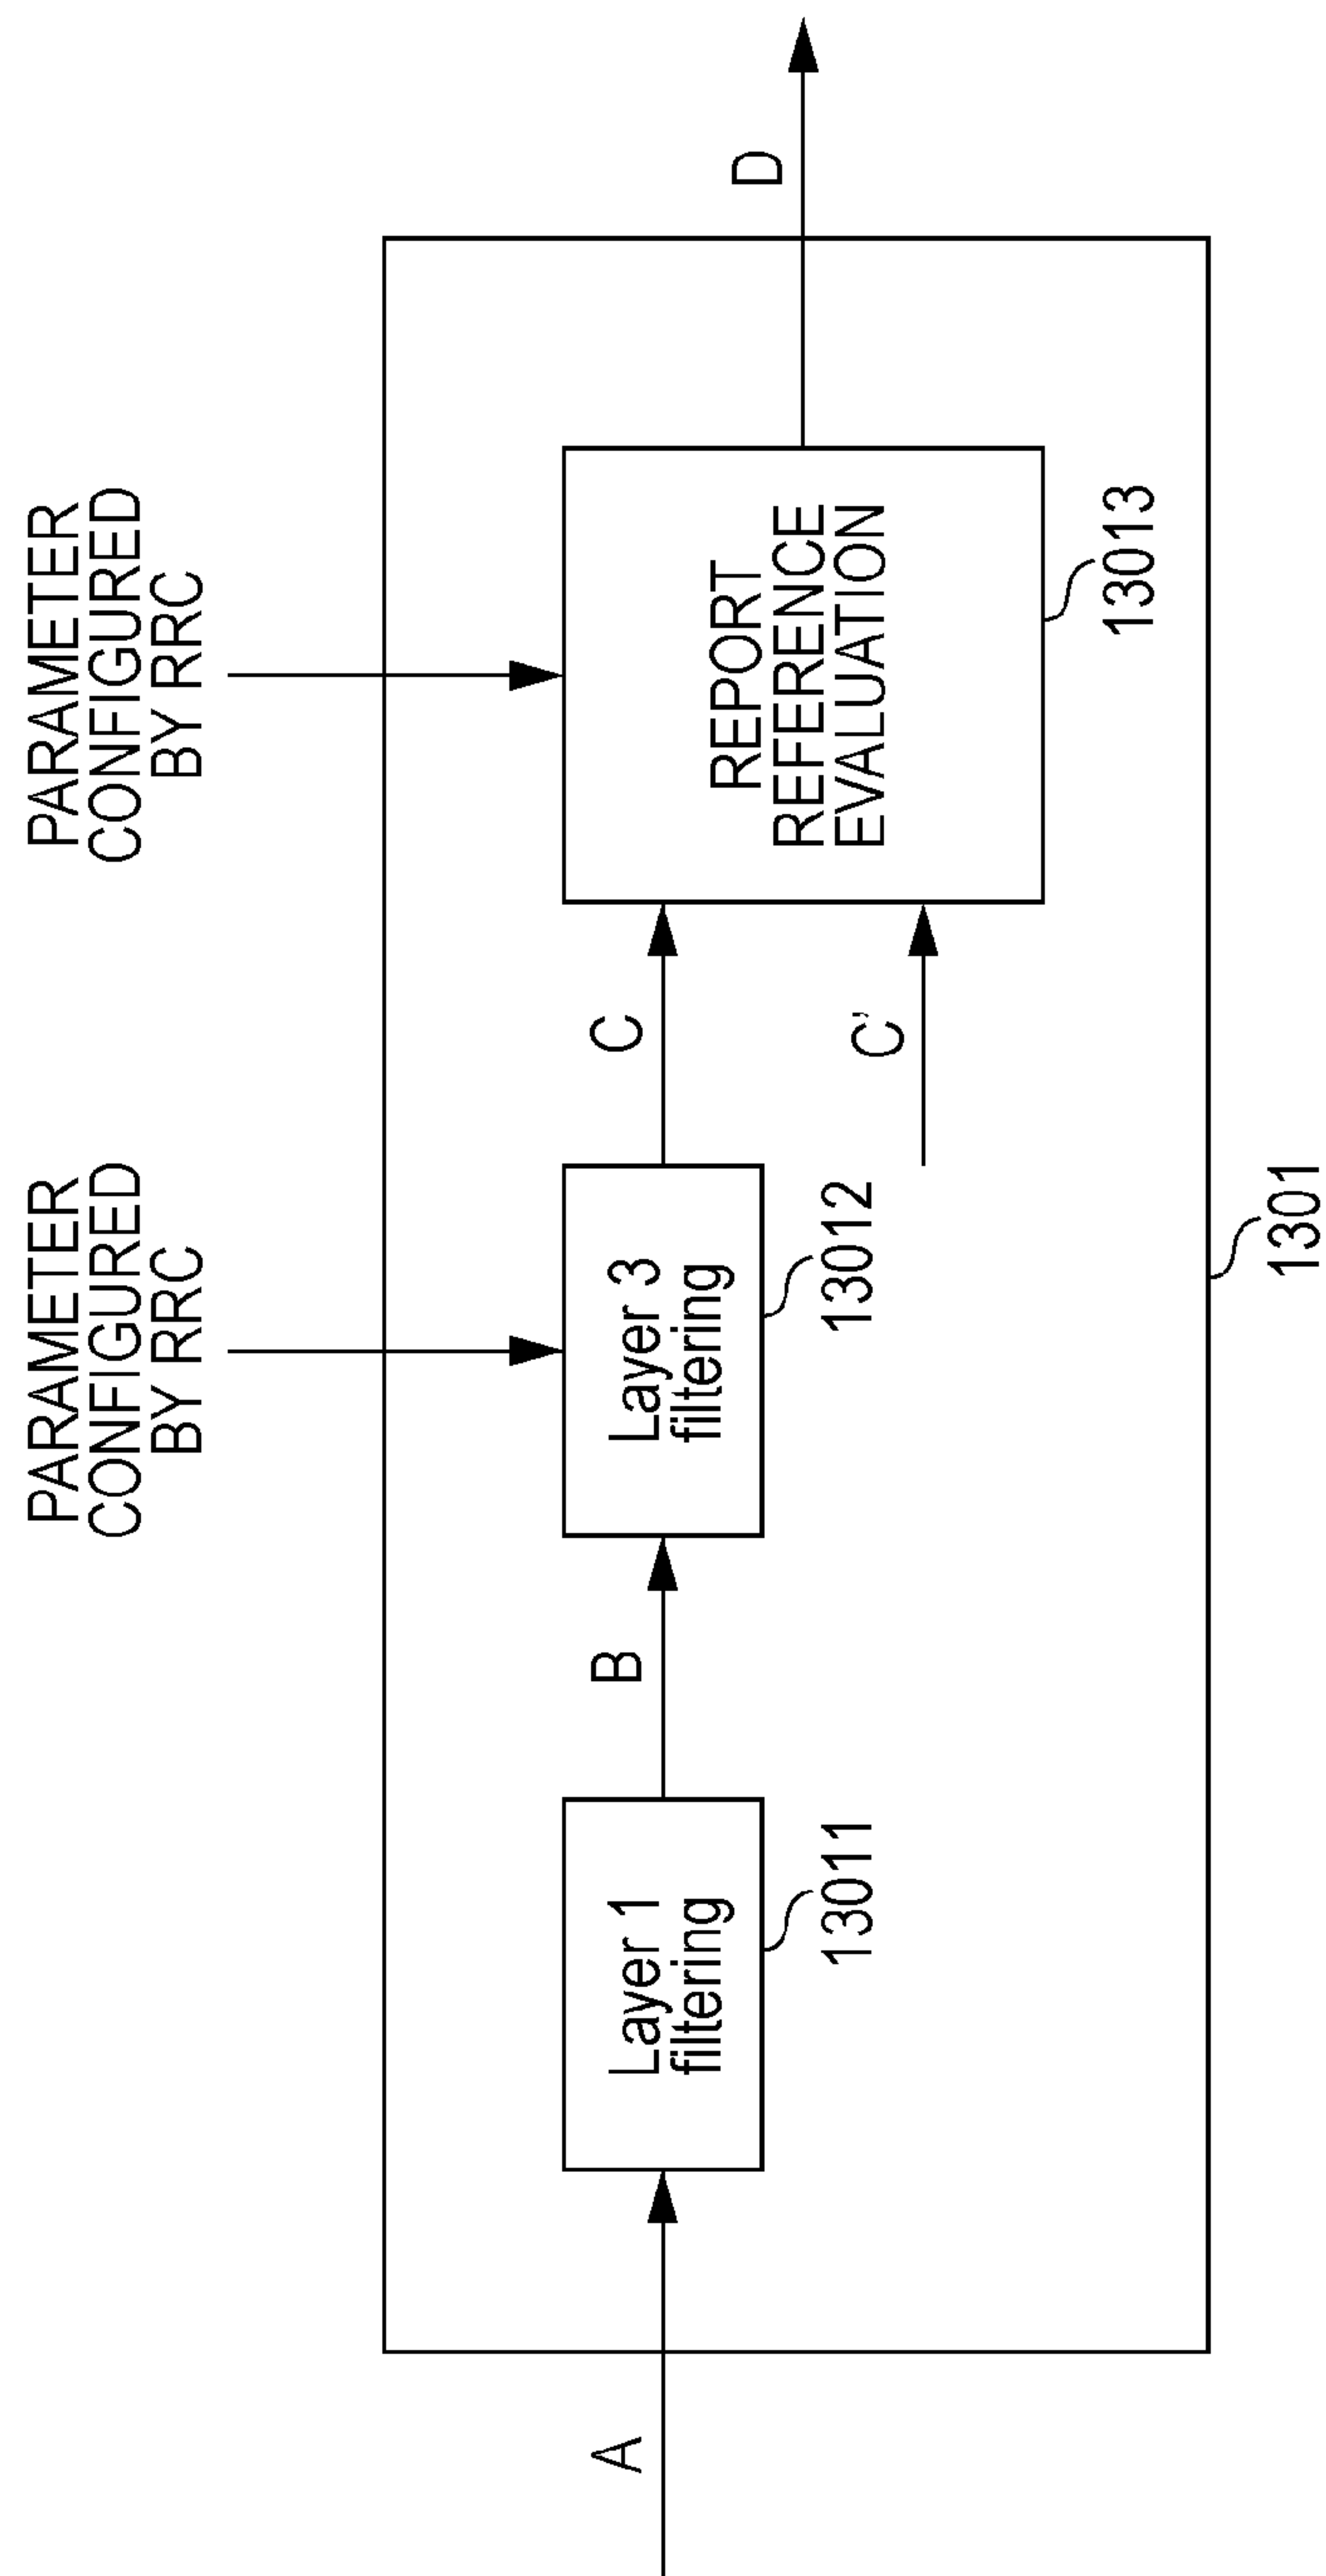 PARAMETER
CONFIGURED
BY RRC
PARAMETER
CONFIGURED
BY RRC
A
Layer 1
filtering
13011
B
Layer 3
filtering
13012
C
C'
REPORT
REFERENCE
EVALUATION
13013
D
1301